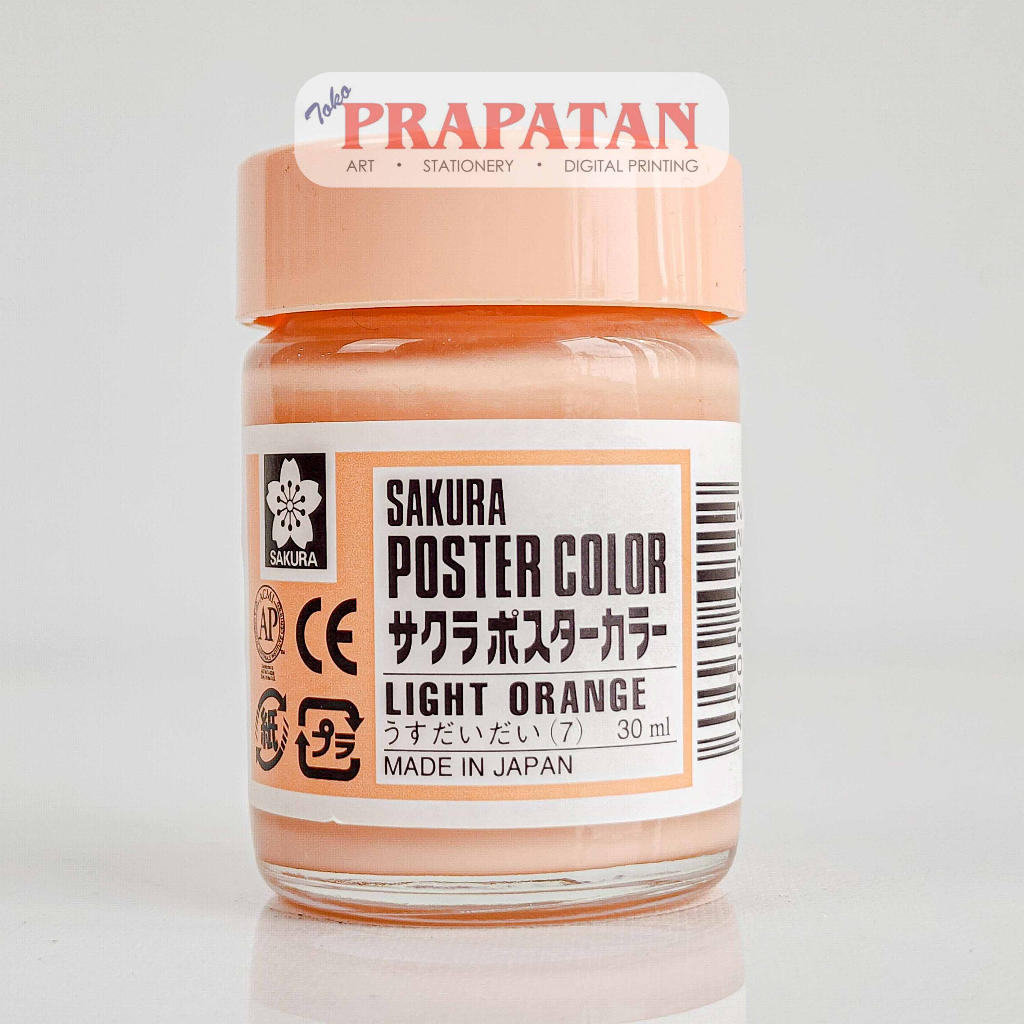 Toko
PRAPATAN
ART • STATIONERY • DIGITAL PRINTING
SAKURA
SAKURA
POSTER COLOR
サクラポスターカラー
LIGHT ORANGE
うすだいだい(7) 30 ml
MADE IN JAPAN
ACMI
AP
CE
紙
プラ